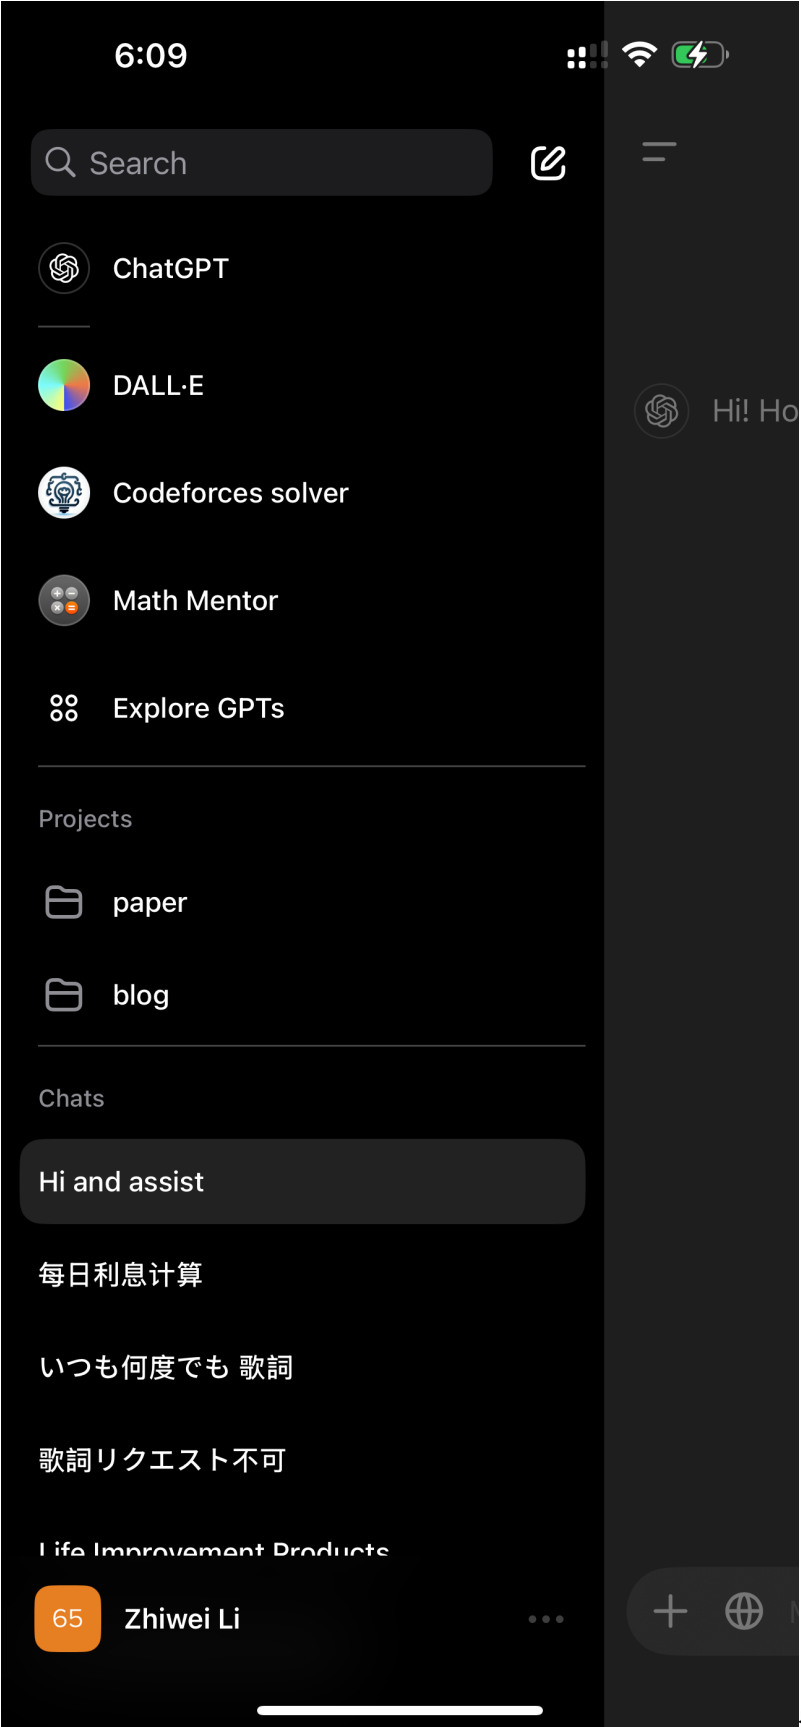 6:09
Search
ChatGPT
DALL·E
Codeforces solver
Math Mentor
Explore GPTs
Projects
paper
blog
Chats
Hi and assist
每日利息计算
いつも何度でも 歌詞
歌詞リクエスト不可
Life Improvement Products
65
Zhiwei Li
Hi! Ho